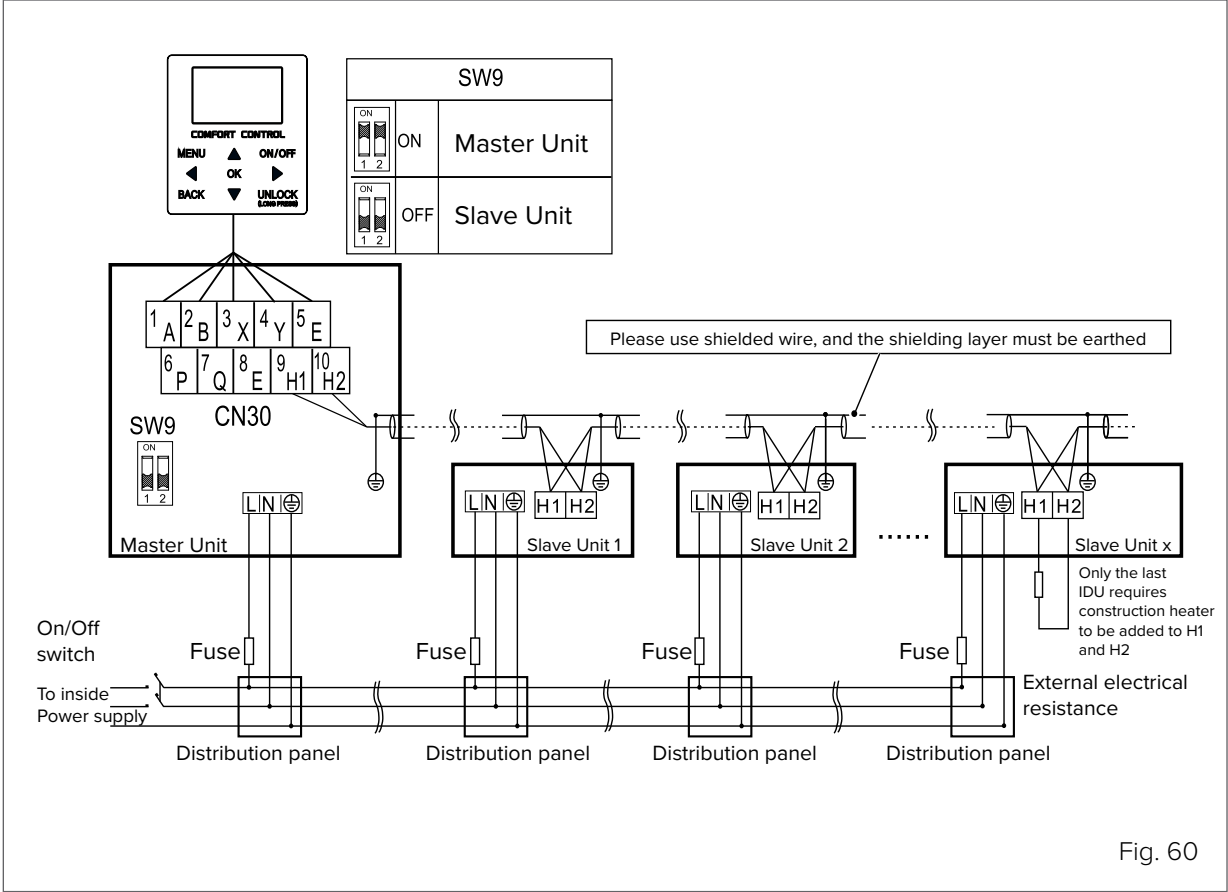 COMFORT CONTROL
MENU ON/OFF
OK
BACK UNLOCK
(LONG PRESS)
SW9
ON
1 2
ON
Master Unit
ON
1 2
OFF
Slave Unit
1 A 2 B 3 X 4 Y 5 E
6 P 7 Q 8 E 9 H1 10 H2
CN30
SW9
ON
1 2
L N
Master Unit
Please use shielded wire, and the shielding layer must be earthed
L N
H1 H2
Slave Unit 1
L N
H1 H2
Slave Unit 2
......
L N
H1 H2
Slave Unit x
Only the last
IDU requires
construction heater
to be added to H1
and H2
On/Off
switch
Fuse
Fuse
Fuse
Fuse
To inside
Power supply
External electrical
resistance
Distribution panel
Distribution panel
Distribution panel
Distribution panel
Fig. 60